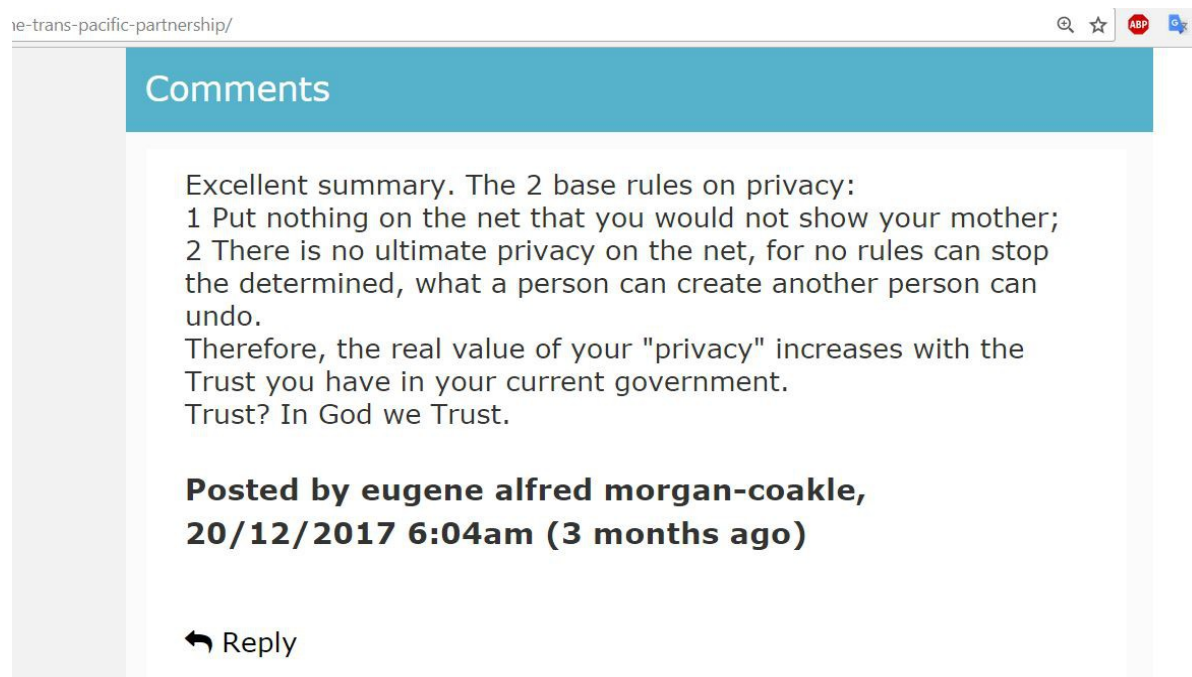 ne-trans-pacific-partnership/
ABP
Comments
Excellent summary. The 2 base rules on privacy:
1 Put nothing on the net that you would not show your mother;
2 There is no ultimate privacy on the net, for no rules can stop
the determined, what a person can create another person can
undo.
Therefore, the real value of your "privacy" increases with the
Trust you have in your current government.
Trust? In God we Trust.
Posted by eugene alfred morgan-coakle,
20/12/2017 6:04am (3 months ago)
Reply